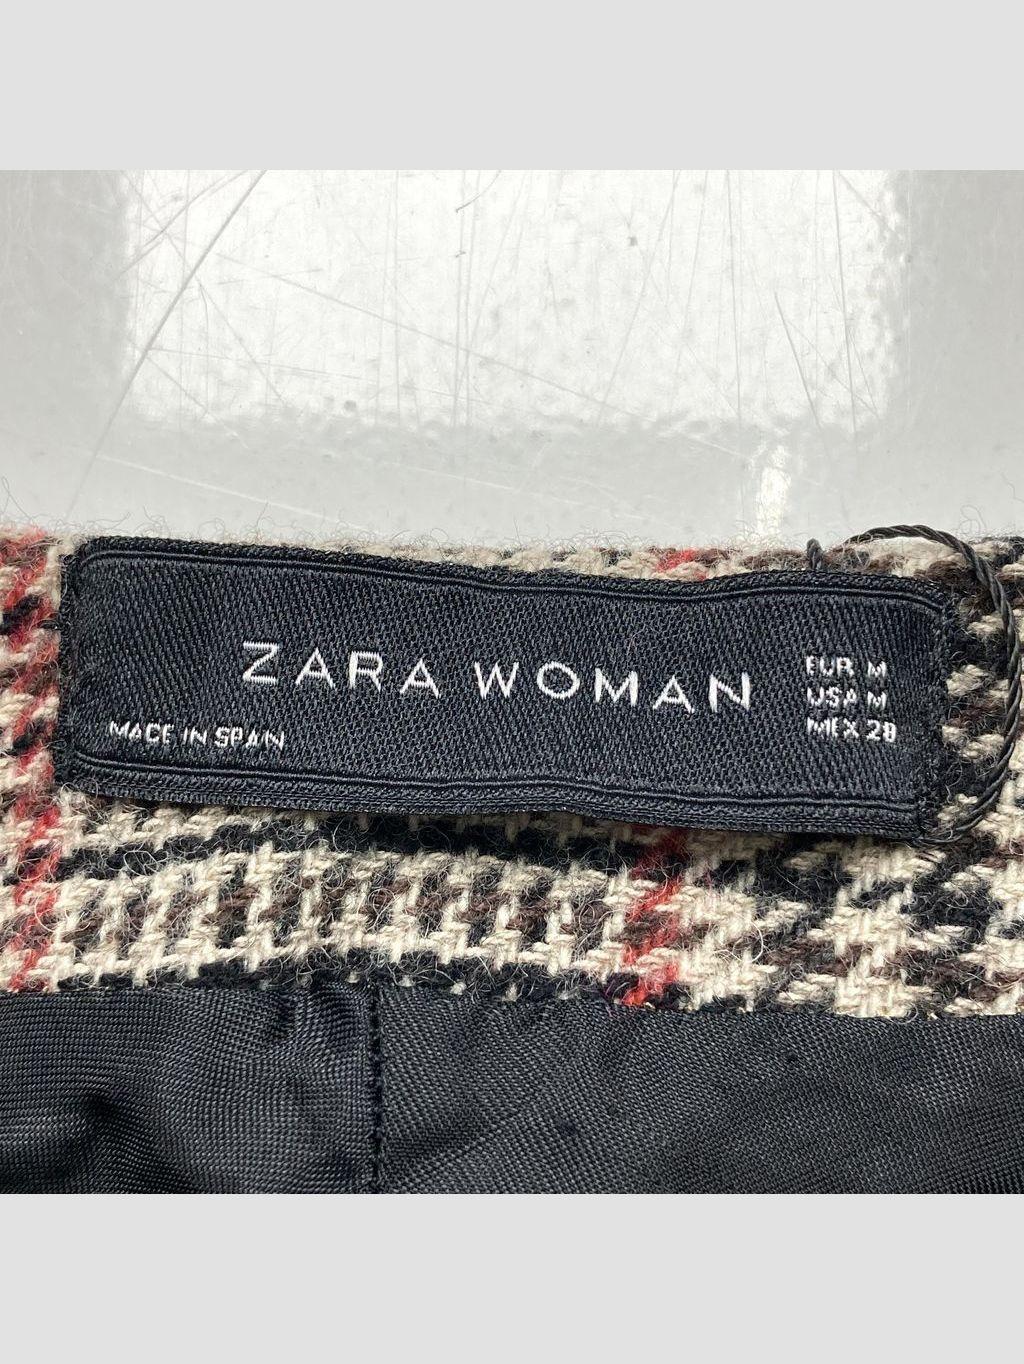 ZARA WOMAN
MADE IN SPAIN
EUR M
USA M
MEX 28